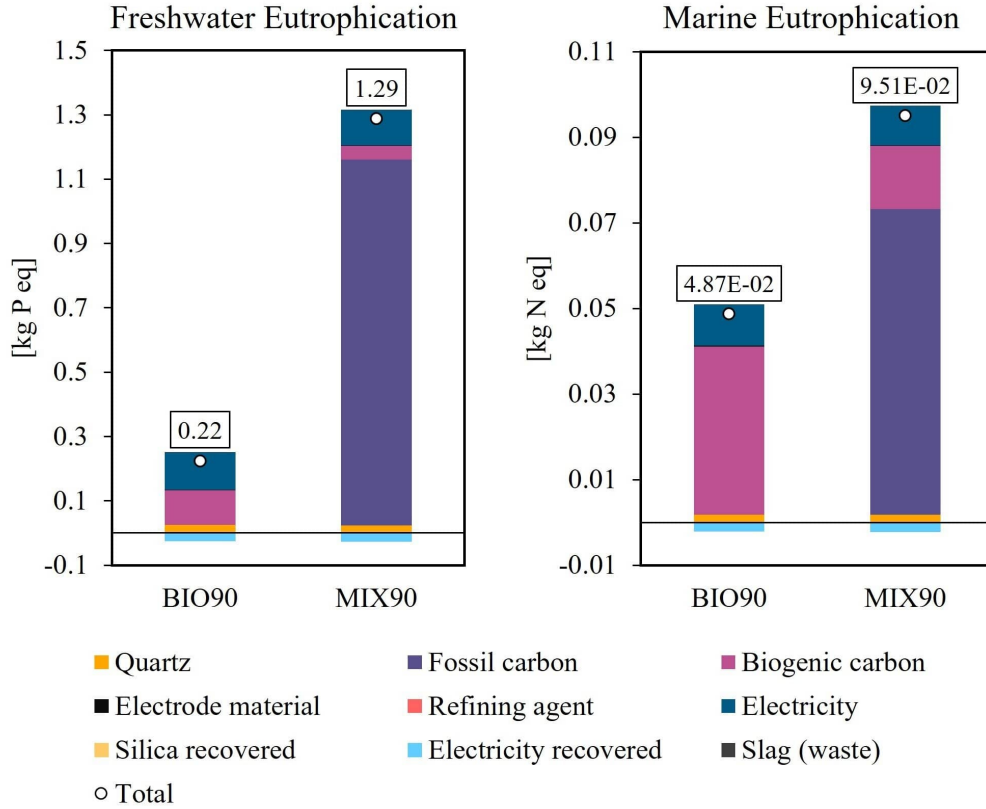 Freshwater Eutrophication
Marine Eutrophication
[kg P eq]
1.5
1.3
1.1
0.9
0.7
0.5
0.3
0.1
-0.1
1.29
0.22
BIO90
MIX90
[kg N eq]
0.11
0.09
0.07
0.05
0.03
0.01
-0.01
9.51E-02
4.87E-02
BIO90
MIX90
Quartz
Fossil carbon
Biogenic carbon
Electrode material
Refining agent
Electricity
Silica recovered
Electricity recovered
Slag (waste)
Total